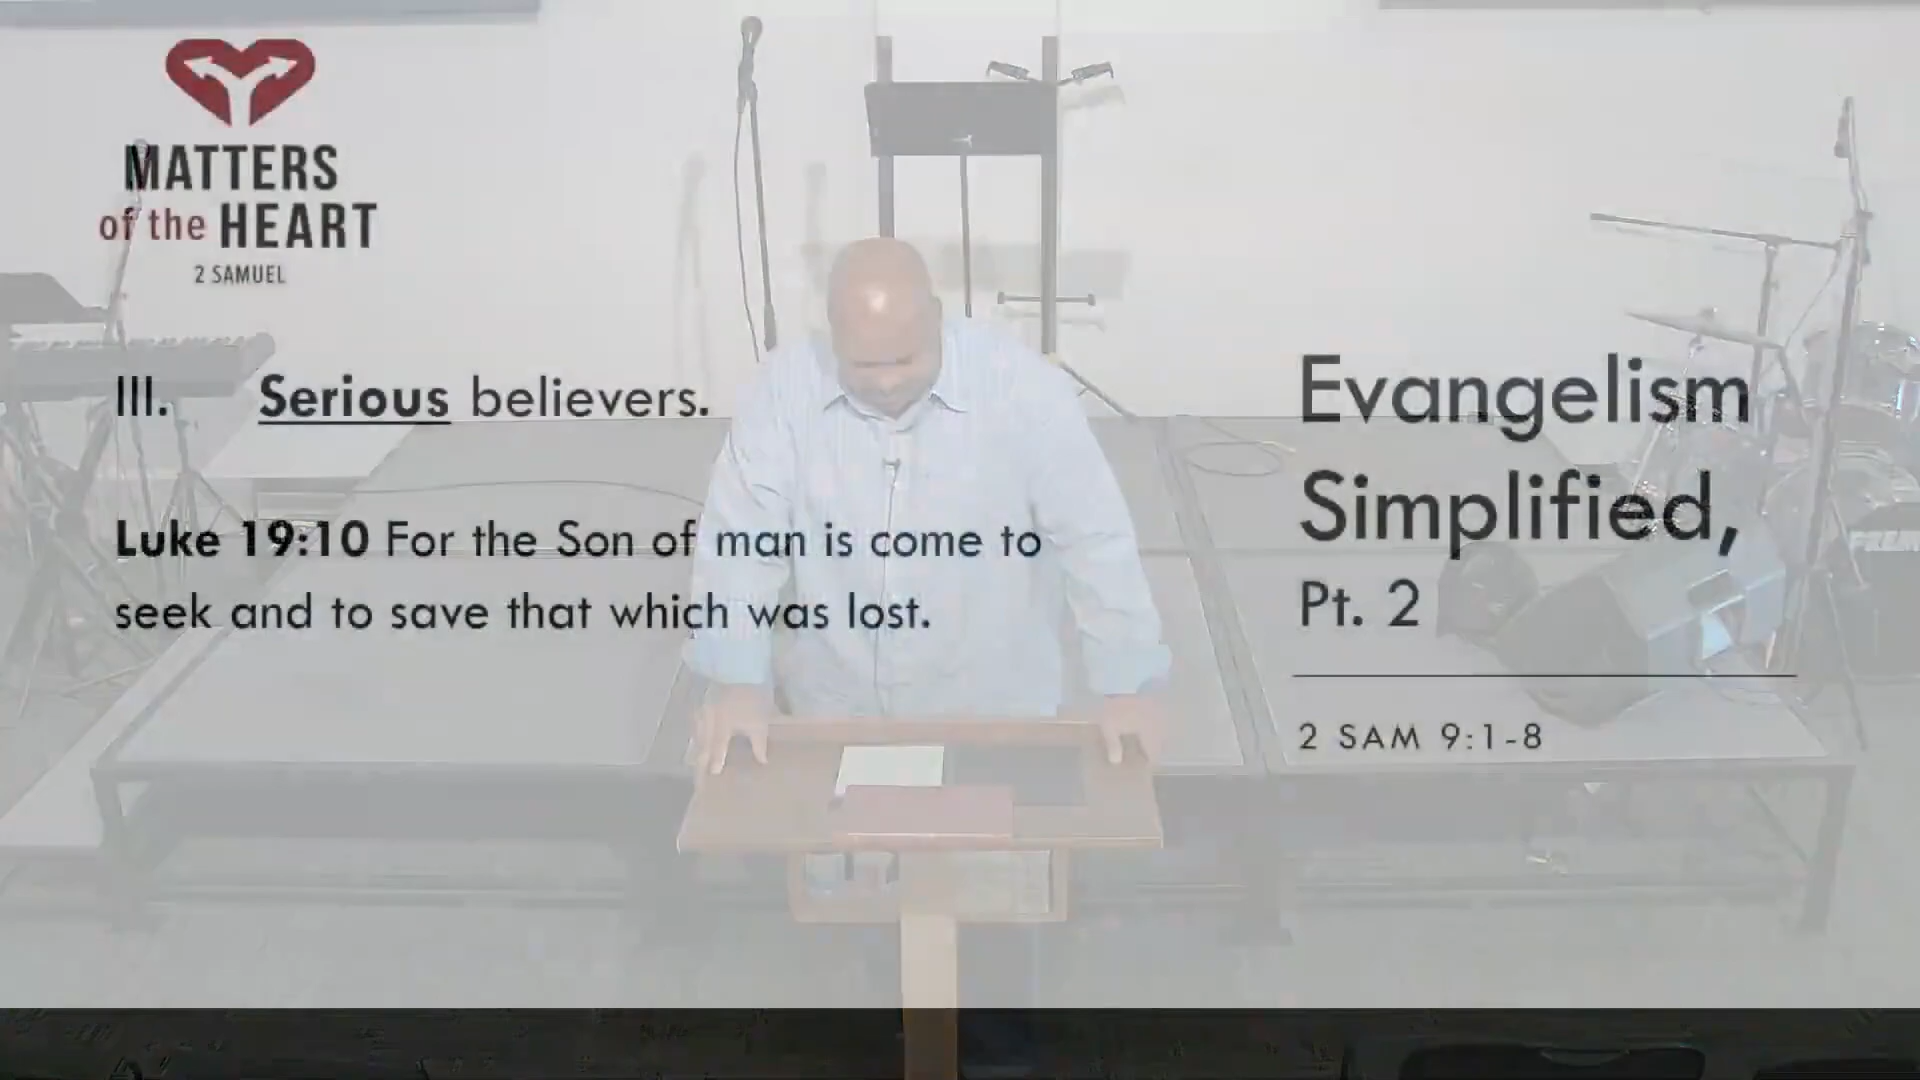 MATTERS
of the HEART
2 SAMUEL
III. Serious believers.
Luke 19:10 For the Son of man is come to
seek and to save that which was lost.
Evangelism
Simplified,
Pt. 2
2 SAM 9:1-8